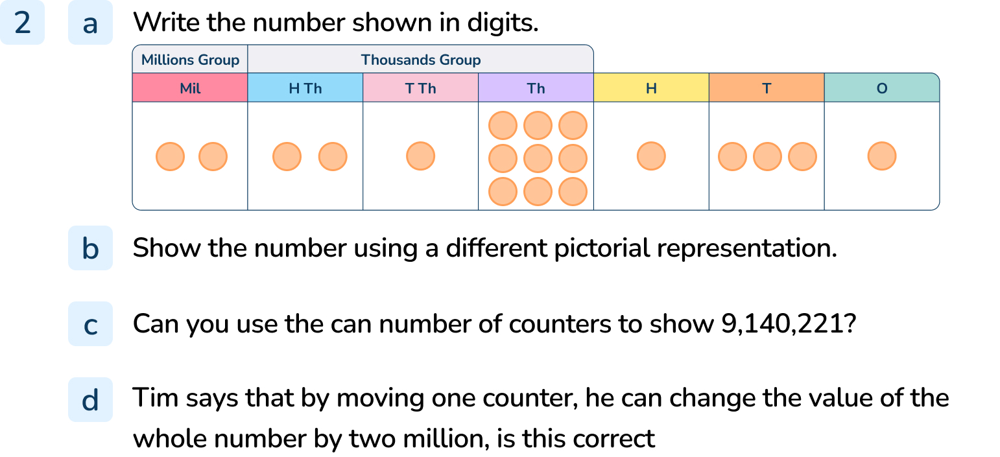 2 a Write the number shown in digits.
Millions Group Thousands Group
Mil H Th T Th Th H T O
b Show the number using a different pictorial representation.
c Can you use the can number of counters to show 9,140,221?
d Tim says that by moving one counter, he can change the value of the
whole number by two million, is this correct